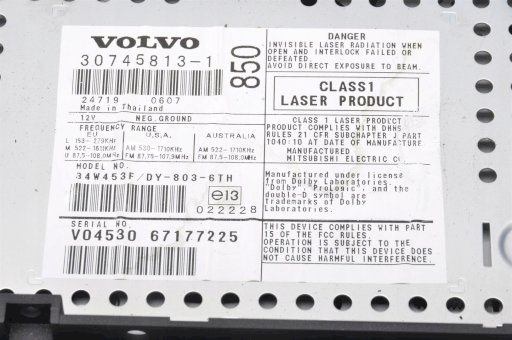 VOLVO
30745813-1
850
24719 0607
Made in Thailand
12V NEG.GROUND
FREQUENCY RANGE
EU U.S.A. AUSTRALIA
L 153-279KHz
M 522-1611KHz AM 530-1710KHz AM 522-1710KHz
U 87.5-108.0MHz FM 87.75-107.9MHz FM 87.5-108.0MHz
MODEL NO.
34W453F/DY-803-6TH
e13
022228
SERIAL NO.
V04530 67177225
DANGER
INVISIBLE LASER RADIATION WHEN
OPEN AND INTERLOCK FAILED OR
DEFEATED
AVOID DIRECT EXPOSURE TO BEAM.
CLASS1
LASER PRODUCT
CLASS 1 LASER PRODUCT
PRODUCT COMPLIES WITH DHHS
RULES 21 CFR SUBCHAPTER J PART
1040:10 AT DATE OF MANUFACTURE
MANUFACTURED
MITSUBISHI ELECTRIC CO
Manufactured under license
from Dolby Laboratories.
"Dolby","ProLogic", and the
double-D symbol are
trademarks of Dolby
Laboratories.
THIS DEVICE COMPLIES WITH PART
15 OF THE FCC RULES.
OPERATION IS SUBJECT TO THE
CONDITION THAT THIS DEVICE DOES
NOT CAUSE HARMFUL INTERFERENCE.